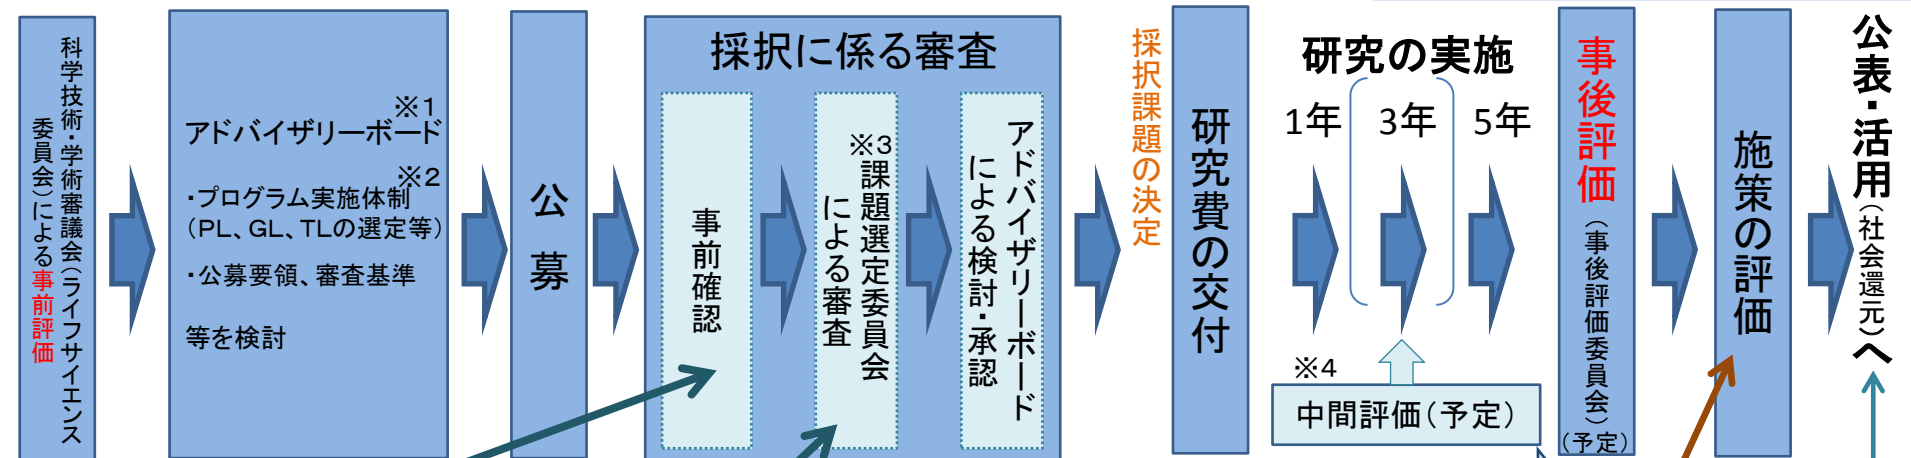 科学技術・学術審議会（ライフサイエンス
委員会）による事前評価
※1
アドバイザリーボード
※2
・プログラム実施体制
（PL、GL、TLの選定等）
・公募要領、審査基準
等を検討
公募
採択に係る審査
事前確認
※3
課題選定委員会
による審査
アドバイザリーボード
による検討・承認
採択課題の決定
研究費の交付
研究の実施
1年
3年
5年
※4
中間評価（予定）
事後評価
（事後評価委員会）
（予定）
施策の評価
公表・活用（社会還元）へ